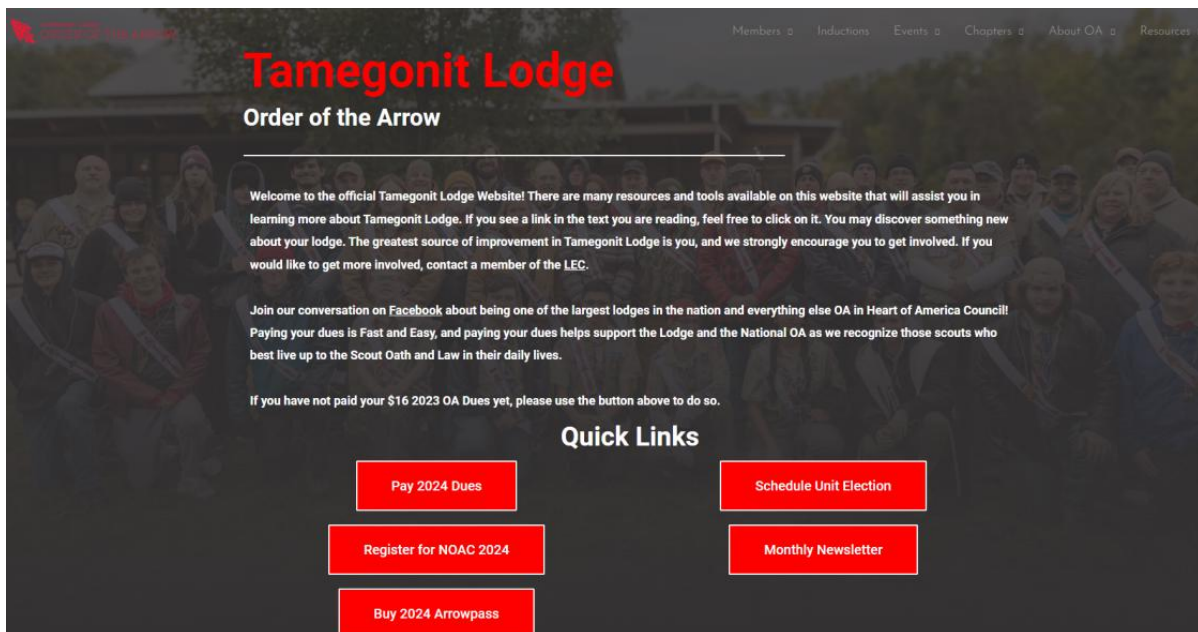 ORDER OF THE ARROW
Members
Inductions
Events
Chapters
About OA
Resources
Tamegonit Lodge
Order of the Arrow
Welcome to the official Tamegonit Lodge Website! There are many resources and tools available on this website that will assist you in
learning more about Tamegonit Lodge. If you see a link in the text you are reading, feel free to click on it. You may discover something new
about your lodge. The greatest source of improvement in Tamegonit Lodge is you, and we strongly encourage you to get involved. If you
would like to get more involved, contact a member of the LEC.
Join our conversation on Facebook about being one of the largest lodges in the nation and everything else OA in Heart of America Council!
Paying your dues is Fast and Easy, and paying your dues helps support the Lodge and the National OA as we recognize those scouts who
best live up to the Scout Oath and Law in their daily lives.
If you have not paid your $16 2023 OA Dues yet, please use the button above to do so.
Quick Links
Pay 2024 Dues
Schedule Unit Election
Register for NOAC 2024
Monthly Newsletter
Buy 2024 Arrowpass